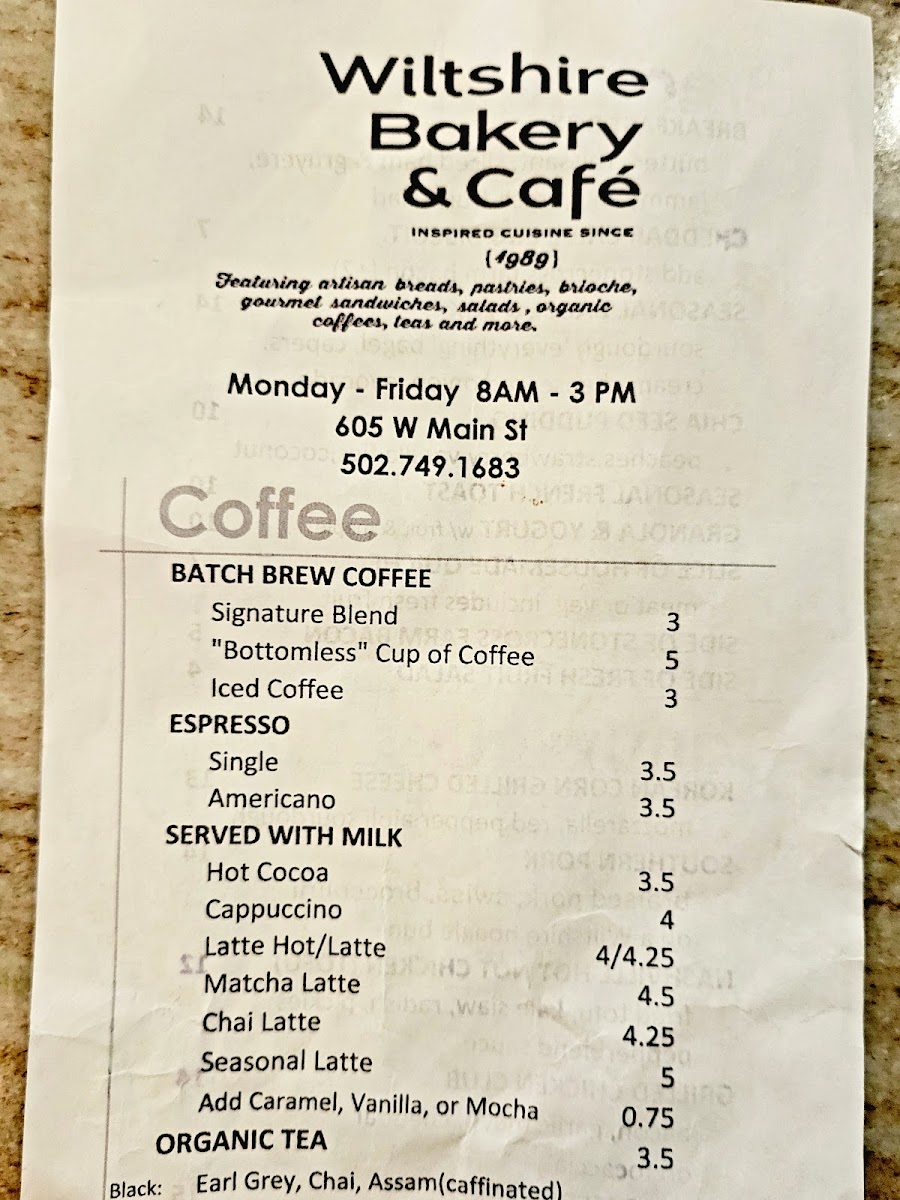 Wiltshire
Bakery
& Café
INSPIRED CUISINE SINCE
{1989}
Featuring artisan breads, pastries, brioche,
gourmet sandwiches, salads , organic
coffees, teas and more.
Monday - Friday 8AM - 3 PM
605 W Main St
502.749.1683
Coffee
BATCH BREW COFFEE
Signature Blend 3
"Bottomless" Cup of Coffee 5
Iced Coffee 3
ESPRESSO
Single 3.5
Americano 3.5
SERVED WITH MILK
Hot Cocoa 3.5
Cappuccino 4
Latte Hot/Latte 4/4.25
Matcha Latte 4.5
Chai Latte 4.25
Seasonal Latte 5
Add Caramel, Vanilla, or Mocha 0.75
ORGANIC TEA 3.5
Black: Earl Grey, Chai, Assam(caffinated)